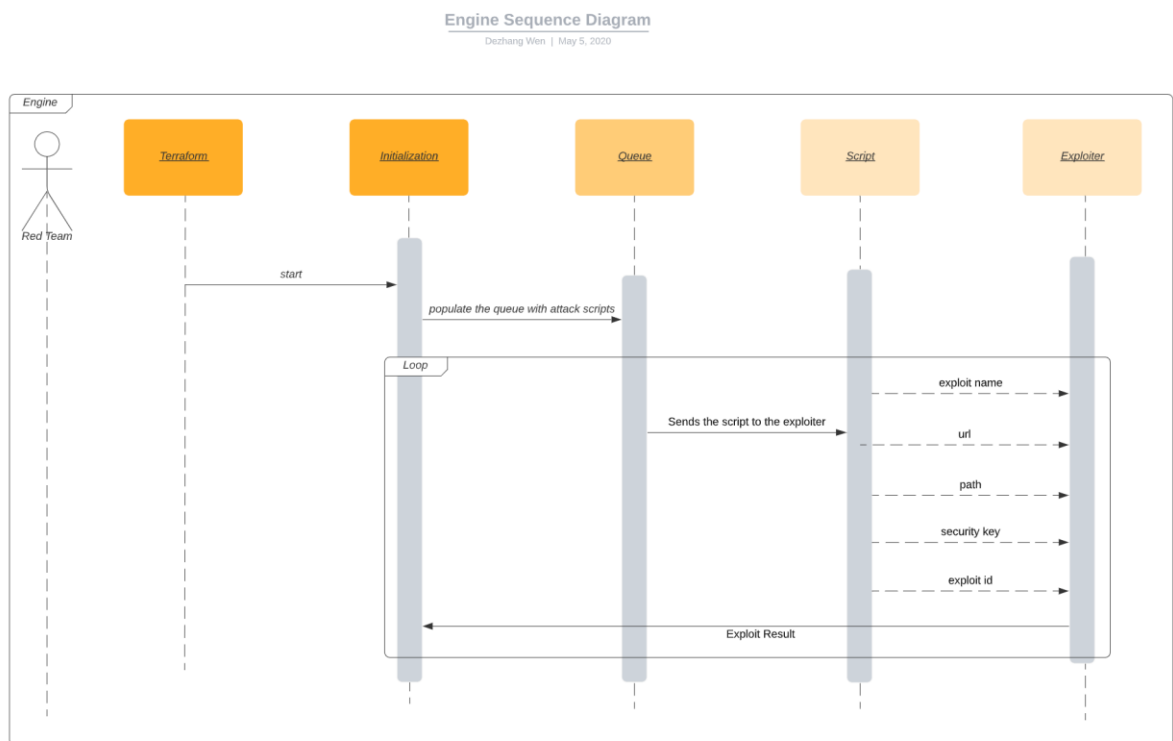 Engine Sequence Diagram
Dezhang Wen | May 5, 2020
Engine
Terraform
Initialization
Queue
Script
Exploiter
Red Team
start
populate the queue with attack scripts
Loop
exploit name
Sends the script to the exploiter
url
path
security key
exploit id
Exploit Result